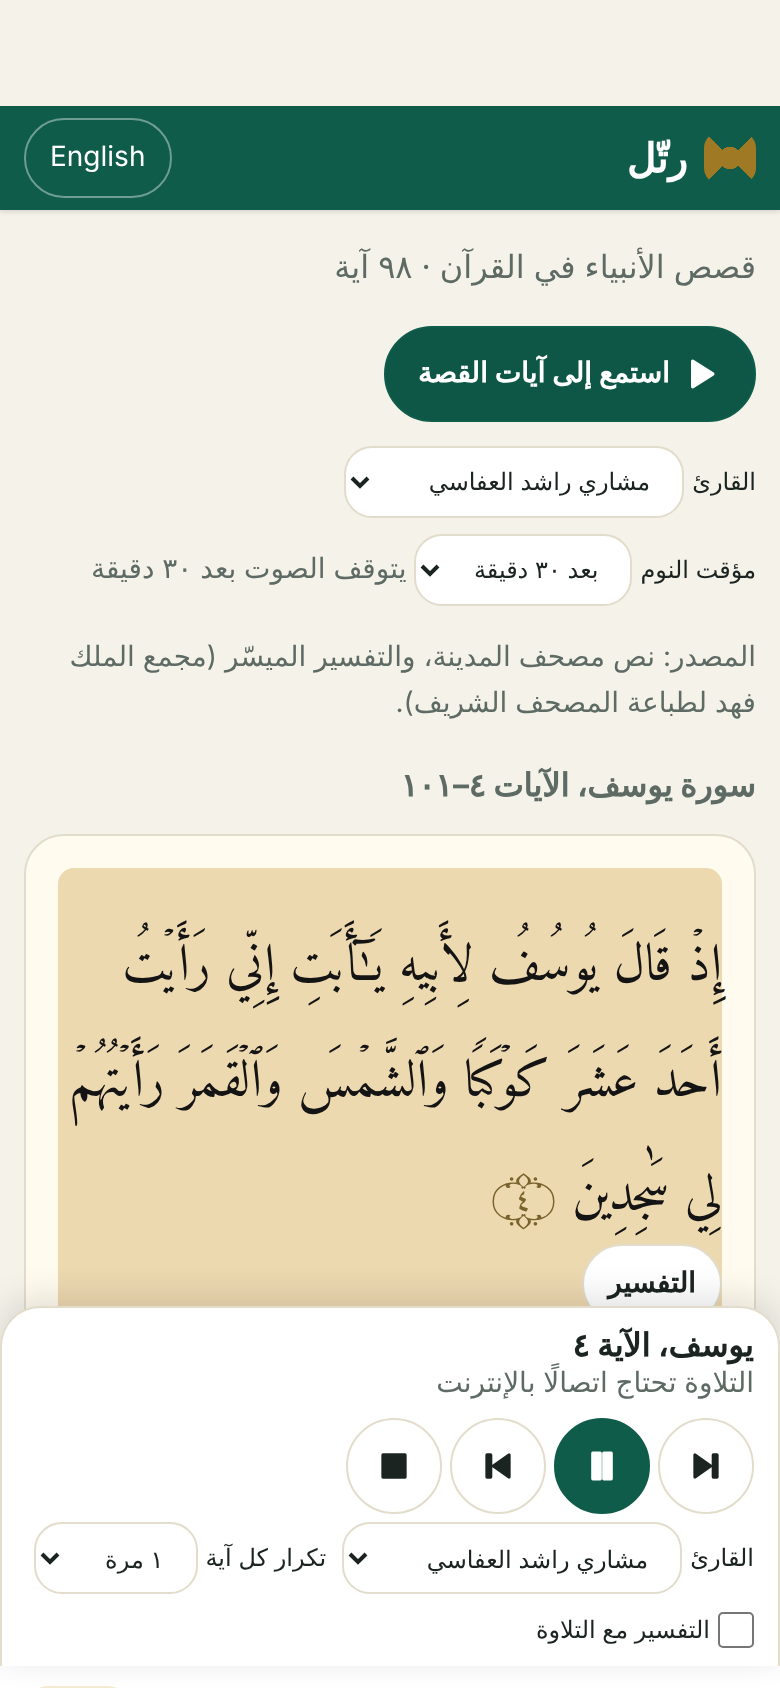 رتّل
English
قصص الأنبياء في القرآن · ٩٨ آية
استمع إلى آيات القصة
القارئ مشاري راشد العفاسي
مؤقت النوم بعد ٣٠ دقيقة يتوقف الصوت بعد ٣٠ دقيقة
المصدر: نص مصحف المدينة، والتفسير الميسّر (مجمع الملك
فهد لطباعة المصحف الشريف).
سورة يوسف، الآيات ٤–١٠١
إِذۡ قَالَ يُوسُفُ لِأَبِيهِ يَـٰٓأَبَتِ إِنِّي رَأَيۡتُ
أَحَدَ عَشَرَ كَوۡكَبٗا وَٱلشَّمۡسَ وَٱلۡقَمَرَ رَأَيۡتُهُمۡ
لِي سَٰجِدِينَ ٤
التفسير
يوسف، الآية ٤
التلاوة تحتاج اتصالًا بالإنترنت
القارئ مشاري راشد العفاسي تكرار كل آية ١ مرة
التفسير مع التلاوة